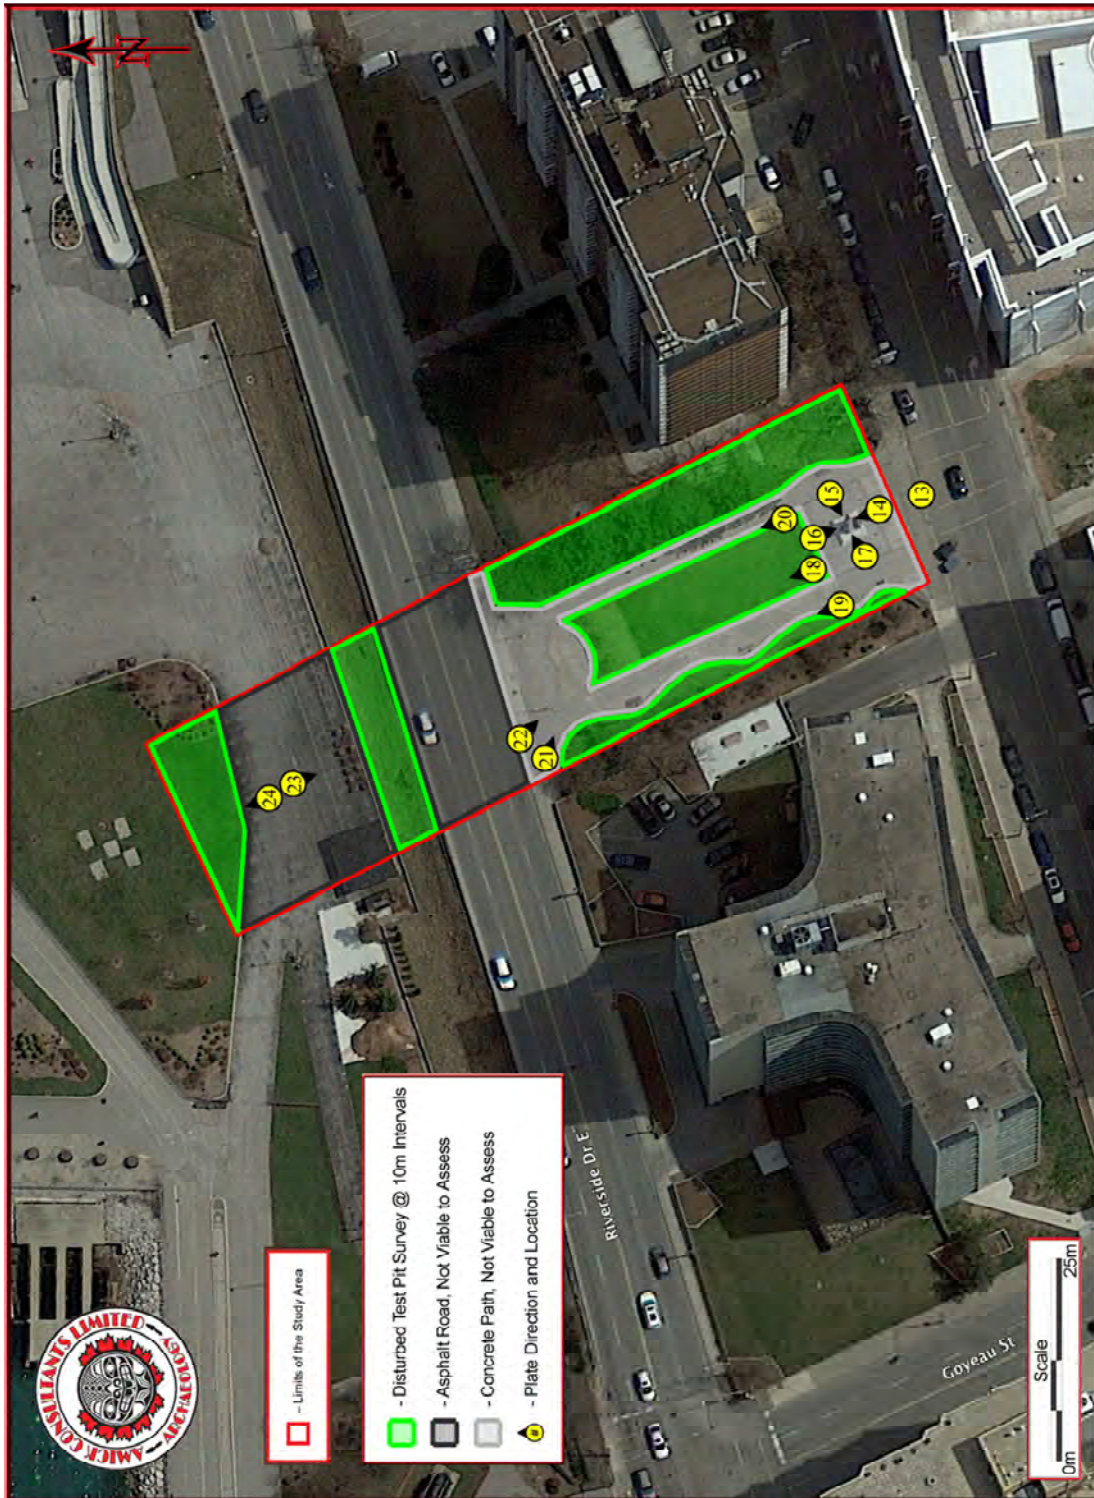 AMICK CONSULTANTS LIMITED
ARCHAEOLOGY
N
- Limits of the Study Area
- Disturbed Test Pit Survey @ 10m Intervals
- Asphalt Road, Not Viable to Assess
- Concrete Path, Not Viable to Assess
# - Plate Direction and Location
Riverside Dr E
Goyeau St
Scale
0m 25m
24
23
22
21
20
19
18
17
16
15
14
13